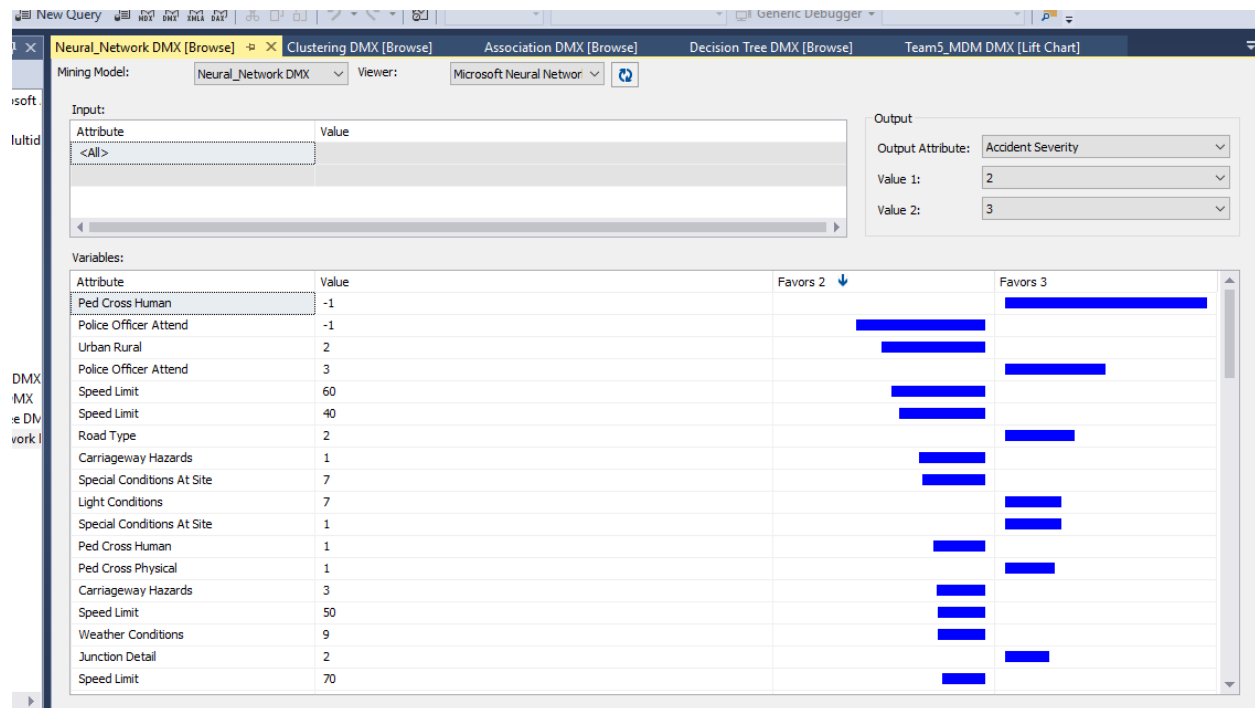 New Query MDX DMX XMLA DAX Generic Debugger
Neural_Network DMX [Browse] Clustering DMX [Browse] Association DMX [Browse] Decision Tree DMX [Browse] Team5_MDM DMX [Lift Chart]
Mining Model: Neural_Network DMX Viewer: Microsoft Neural Networ
Input:
Attribute Value
<All>
Output
Output Attribute: Accident Severity
Value 1: 2
Value 2: 3
Variables:
Attribute Value Favors 2 Favors 3
Ped Cross Human -1
Police Officer Attend -1
Urban Rural 2
Police Officer Attend 3
Speed Limit 60
Speed Limit 40
Road Type 2
Carriageway Hazards 1
Special Conditions At Site 7
Light Conditions 7
Special Conditions At Site 1
Ped Cross Human 1
Ped Cross Physical 1
Carriageway Hazards 3
Speed Limit 50
Weather Conditions 9
Junction Detail 2
Speed Limit 70
DMX